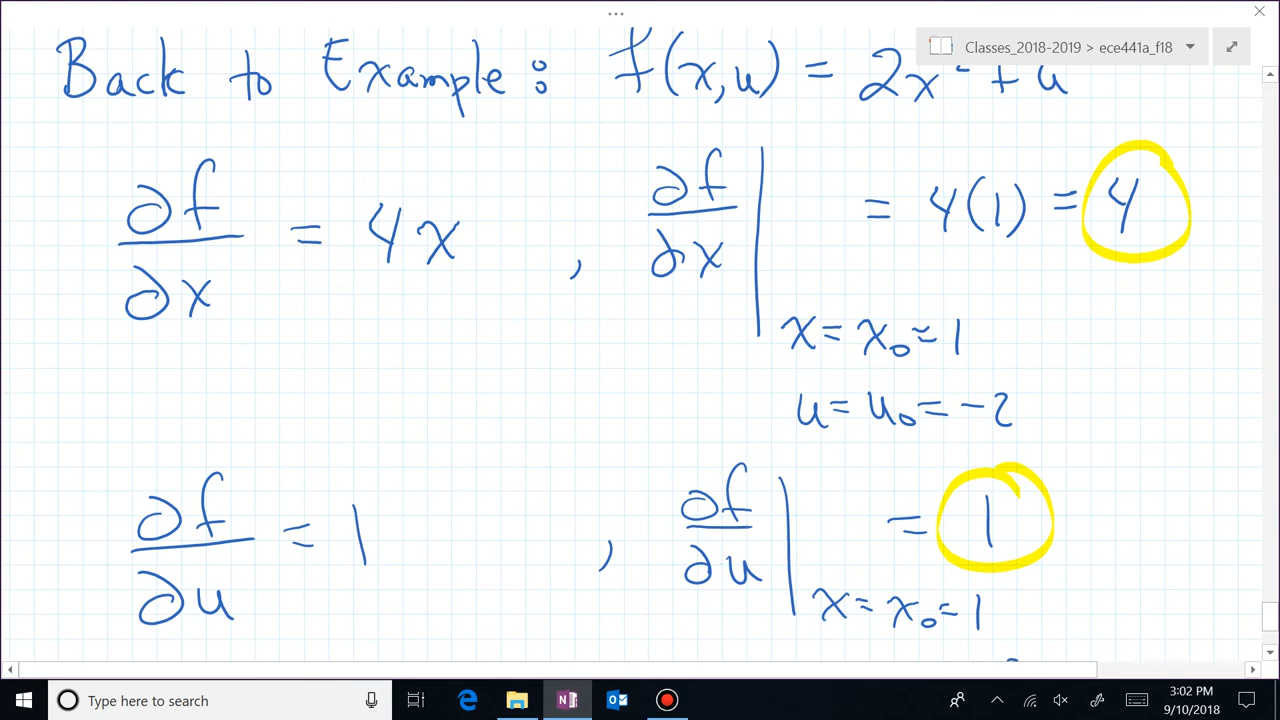 Classes_2018-2019 > ece441a_f18
Back to Example: f(x,u) = 2x² + u
∂f/∂x = 4x , ∂f/∂x | = 4(1) = 4
x = x₀ = 1
u = u₀ = -2
∂f/∂u = 1 , ∂f/∂u | = 1
x = x₀ = 1
Type here to search
3:02 PM
9/10/2018